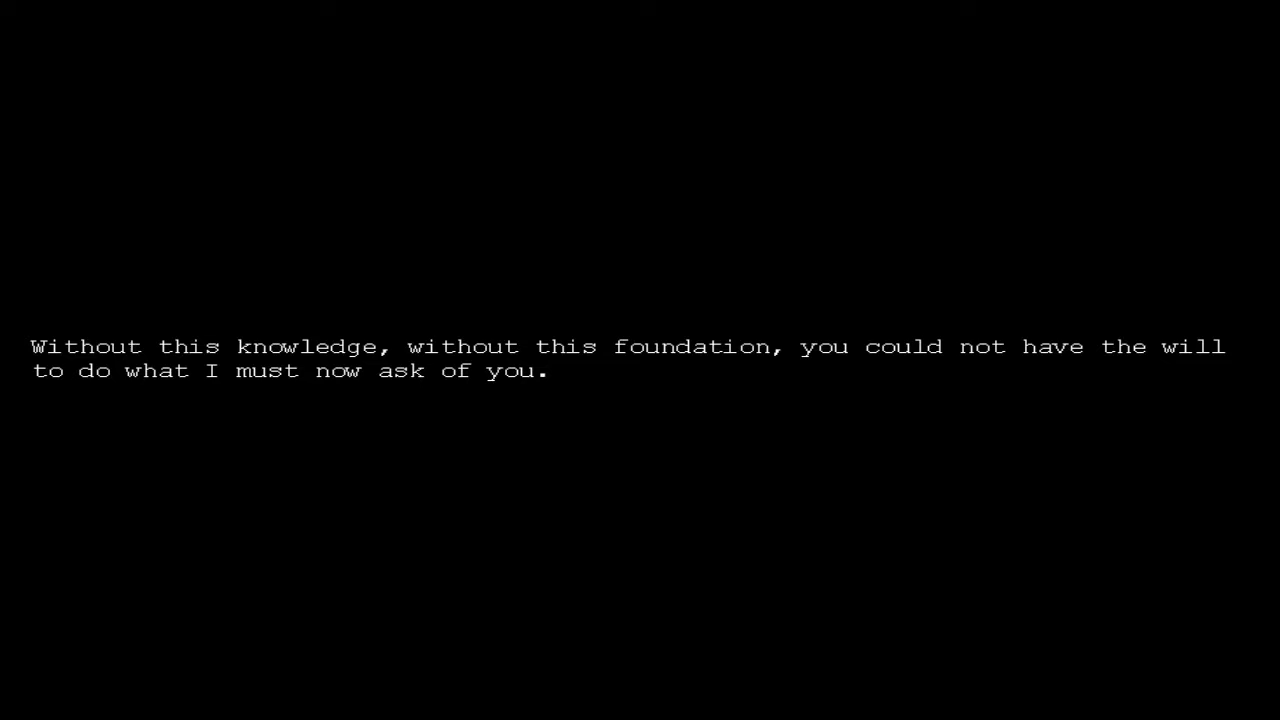 Without this knowledge, without this foundation, you could not have the will
to do what I must now ask of you.